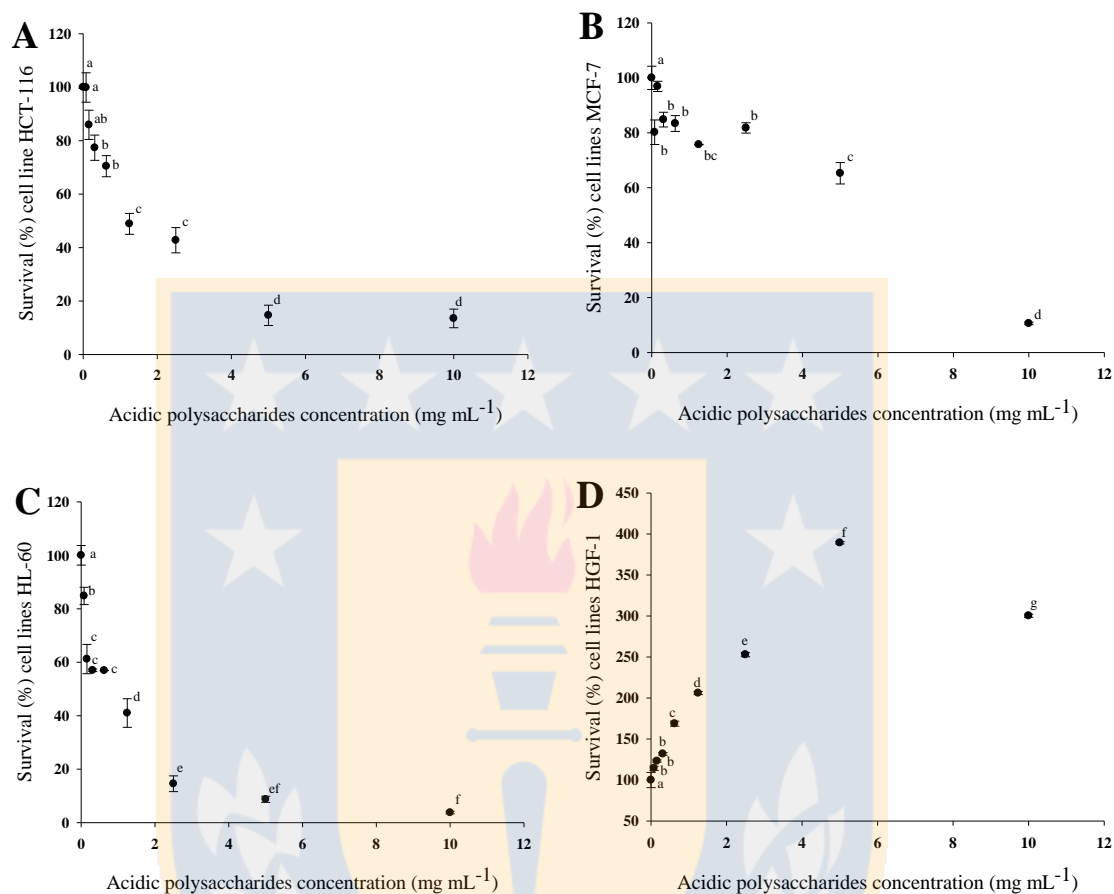 A
Survival (%) cell line HCT-116
120
100
80
60
40
20
0
a
a
ab
b
b
c
c
d
d
0 2 4 6 8 10 12
Acidic polysaccharides concentration (mg mL-1)
B
Survival (%) cell lines MCF-7
120
100
80
60
40
20
0
a
b
b
b
bc
b
c
d
0 2 4 6 8 10 12
Acidic polysaccharides concentration (mg mL-1)
C
Survival (%) cell lines HL-60
120
100
80
60
40
20
0
a
b
c
c
c
d
e
ef
f
0 2 4 6 8 10 12
Acidic polysaccharides concentration (mg mL-1)
D
Survival (%) cell lines HGF-1
450
400
350
300
250
200
150
100
50
a
b
b
b
c
d
e
f
g
0 2 4 6 8 10 12
Acidic polysaccharides concentration (mg mL-1)